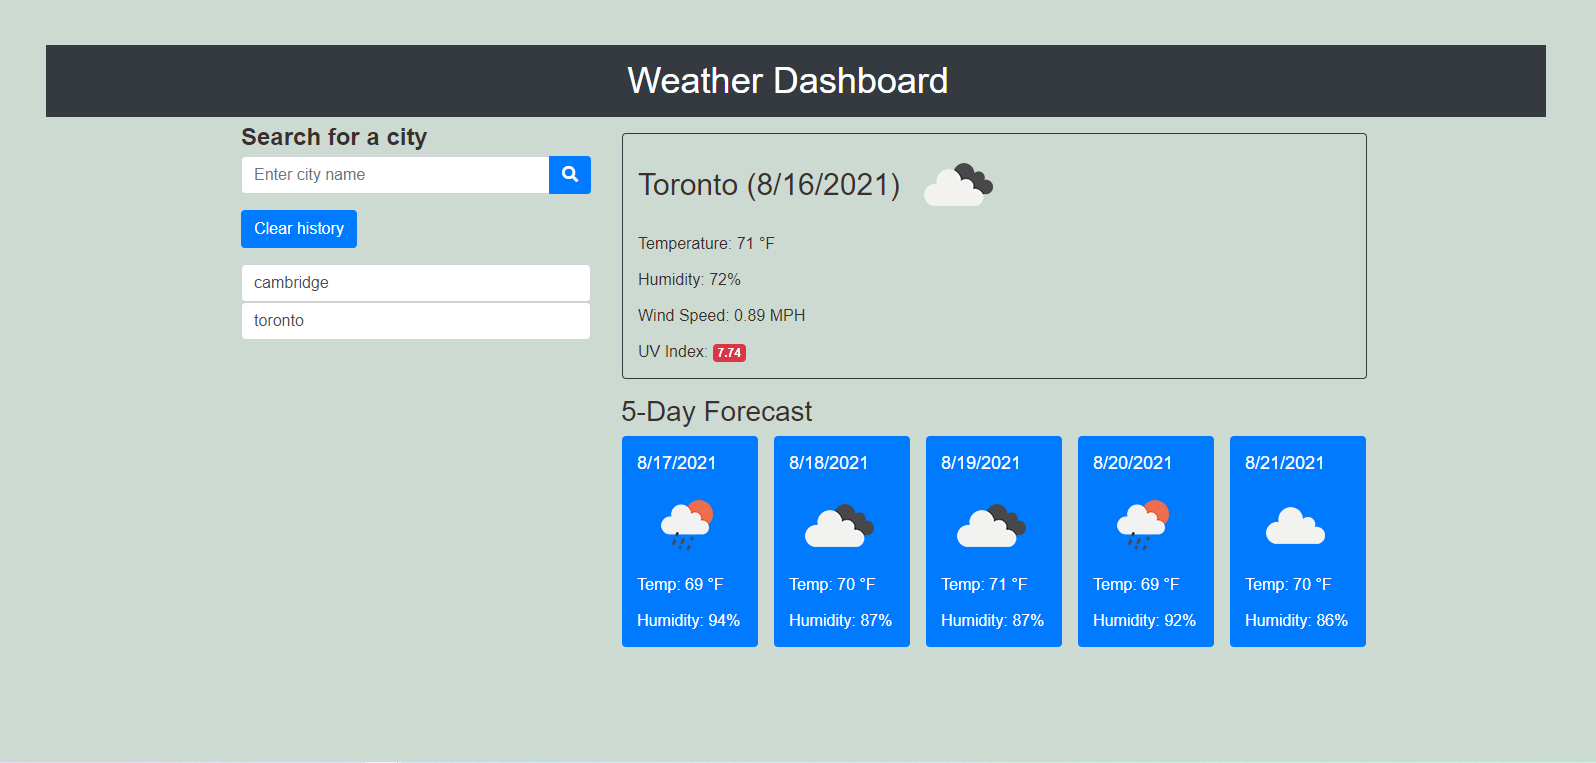 Weather Dashboard
Search for a city
Enter city name
Clear history
cambridge
toronto
Toronto (8/16/2021)
Temperature: 71 °F
Humidity: 72%
Wind Speed: 0.89 MPH
UV Index: 7.74
5-Day Forecast
8/17/2021
Temp: 69 °F
Humidity: 94%
8/18/2021
Temp: 70 °F
Humidity: 87%
8/19/2021
Temp: 71 °F
Humidity: 87%
8/20/2021
Temp: 69 °F
Humidity: 92%
8/21/2021
Temp: 70 °F
Humidity: 86%